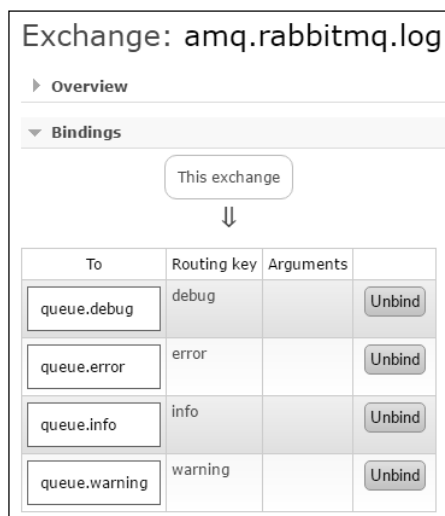 Exchange: amq.rabbitmq.log
Overview
Bindings
This exchange
⇓
To Routing key Arguments
queue.debug debug Unbind
queue.error error Unbind
queue.info info Unbind
queue.warning warning Unbind